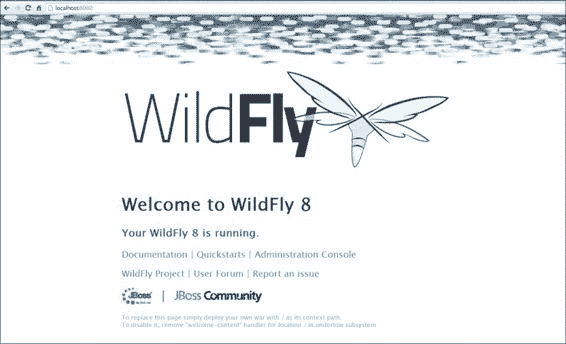 localhost:8080
WildFly
Welcome to WildFly 8
Your WildFly 8 is running.
Documentation | Quickstarts | Administration Console
WildFly Project | User Forum | Report an issue
JBoss | JBoss Community
To replace this page simply deploy your own war with / as its context path.
To disable it, remove "welcome-content" handler for location / in undertow subsystem